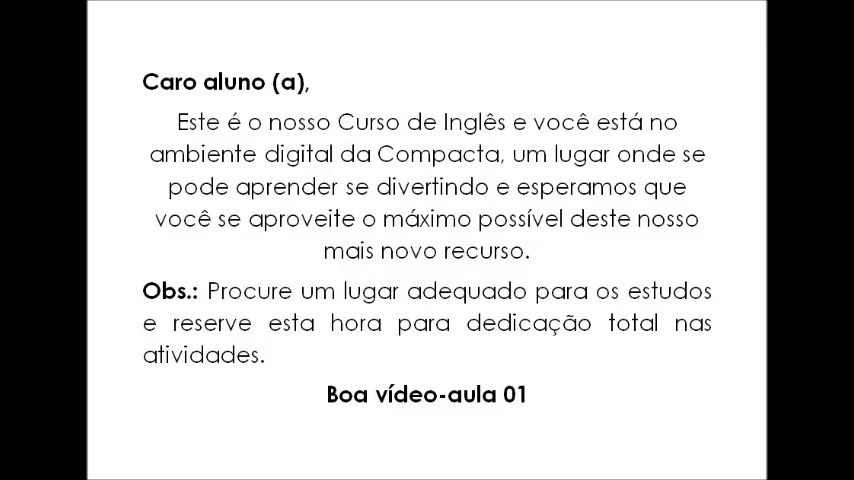 Caro aluno (a),
Este é o nosso Curso de Inglês e você está no
ambiente digital da Compacta, um lugar onde se
pode aprender se divertindo e esperamos que
você se aproveite o máximo possível deste nosso
mais novo recurso.
Obs.: Procure um lugar adequado para os estudos
e reserve esta hora para dedicação total nas
atividades.
Boa vídeo-aula 01